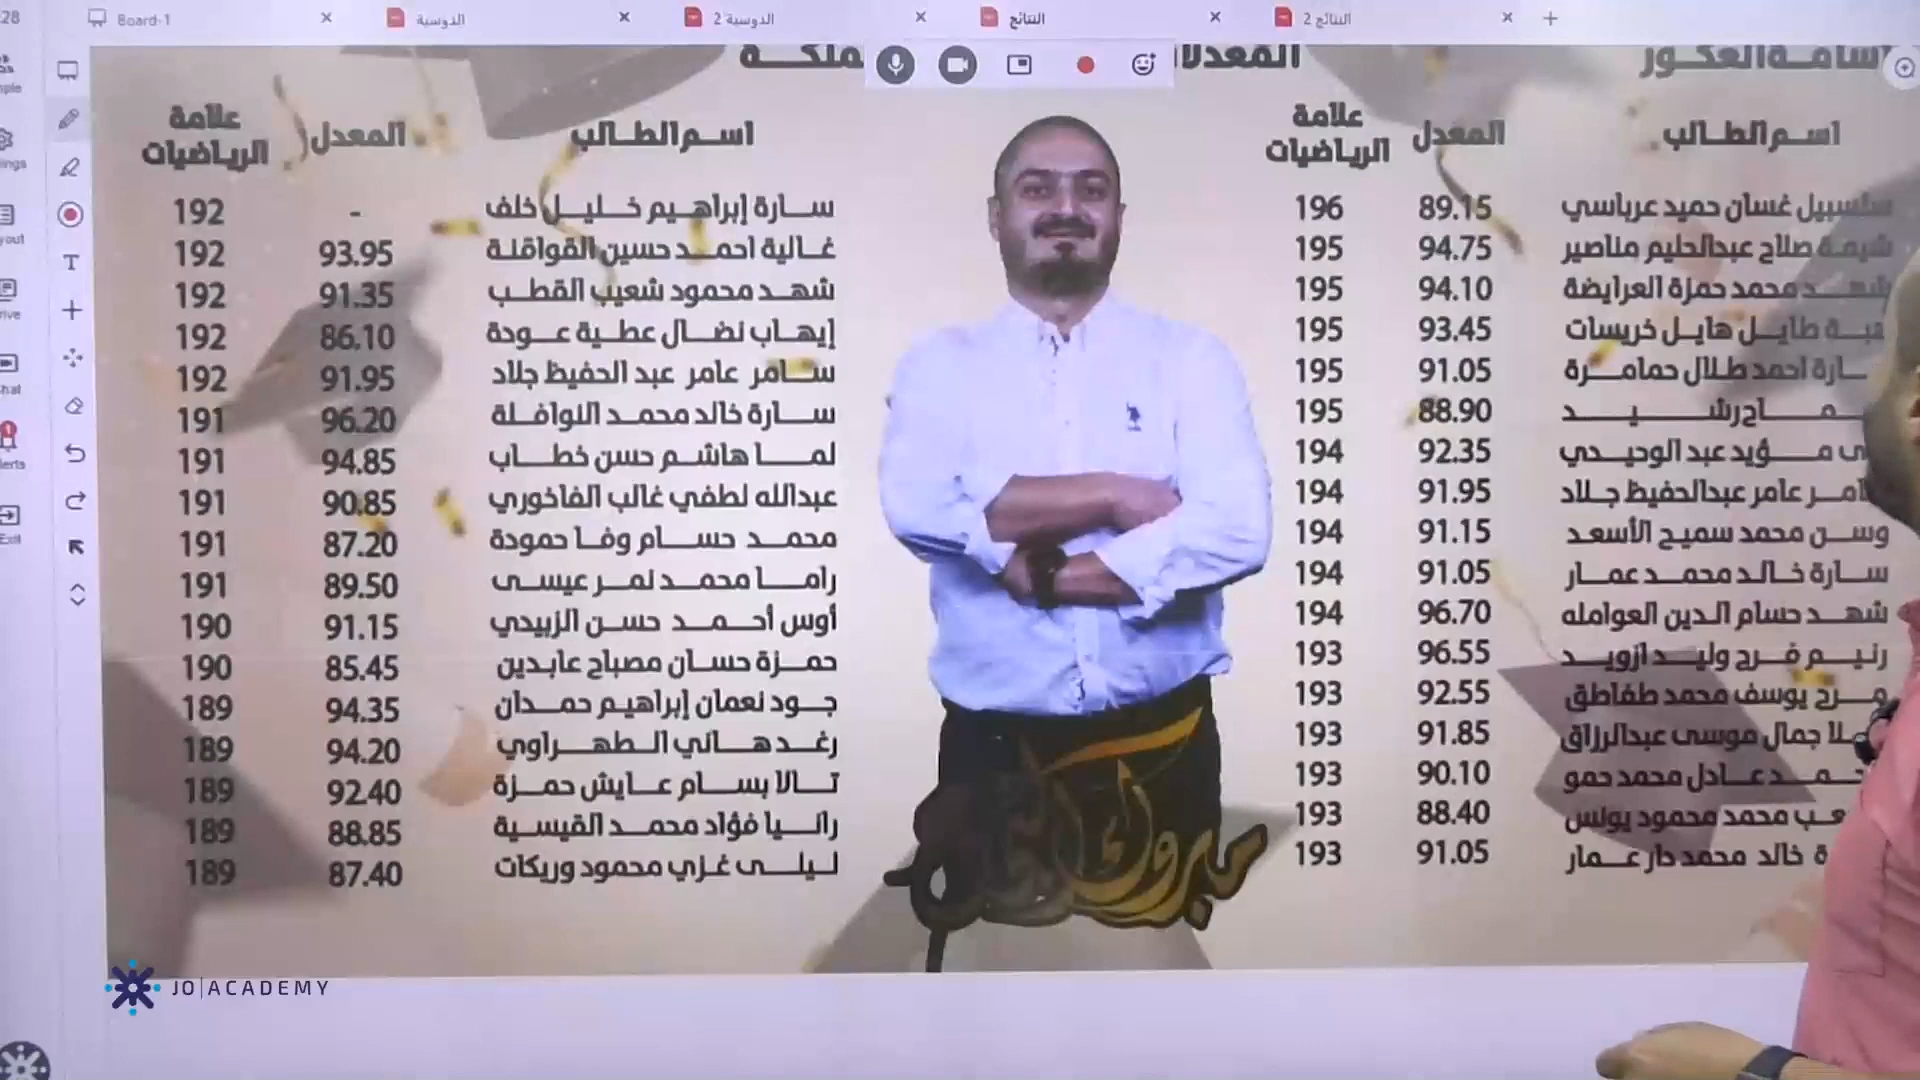 Board-1
الدوسية
الدوسية 2
النتائج
النتائج 2
اسم الطالب المعدل علامة الرياضيات
غسان حميد عرباسي 89.15 196
صلاح عبدالحليم مناصير 94.75 195
محمد حمزة العرايضة 94.10 195
طايل هايل خريسات 93.45 195
احمد طلال حمامرة 91.05 195
88.90 195
مؤيد عبد الوحيدي 92.35 194
عامر عبدالحفيظ جلاد 91.95 194
وسن محمد سميح الأسعد 91.15 194
سارة خالد محمد عمار 91.05 194
شهد حسام الدين العوامله 96.70 194
رنيم فرج وليد ازويد 96.55 193
مرح يوسف محمد طفاطق 92.55 193
جمال موسى عبدالرزاق 91.85 193
عادل محمد حمو 90.10 193
محمد محمود يولس 88.40 193
خالد محمد دار عمار 91.05 193
اسم الطالب المعدل علامة الرياضيات
سارة إبراهيم خليل خلف - 192
غالية احمد حسين القواقنة 93.95 192
شهد محمود شعيب القطب 91.35 192
إيهاب نضال عطية عودة 86.10 192
سامر عامر عبد الحفيظ جلاد 91.95 192
سارة خالد محمد النوافلة 96.20 191
لما هاشم حسن خطاب 94.85 191
عبدالله لطفي غالب الفاخوري 90.85 191
محمد حسام وفا حمودة 87.20 191
راما محمد نمر عيسى 89.50 191
أوس أحمد حسن الزبيدي 91.15 190
حمزة حسان مصباح عابدين 85.45 190
جود نعمان إبراهيم حمدان 94.35 189
رغد هاني الطهراوي 94.20 189
تالا بسام عايش حمزة 92.40 189
رانيا فؤاد محمد القيسية 88.85 189
ليلى غزي محمود وريكات 87.40 189
JO ACADEMY